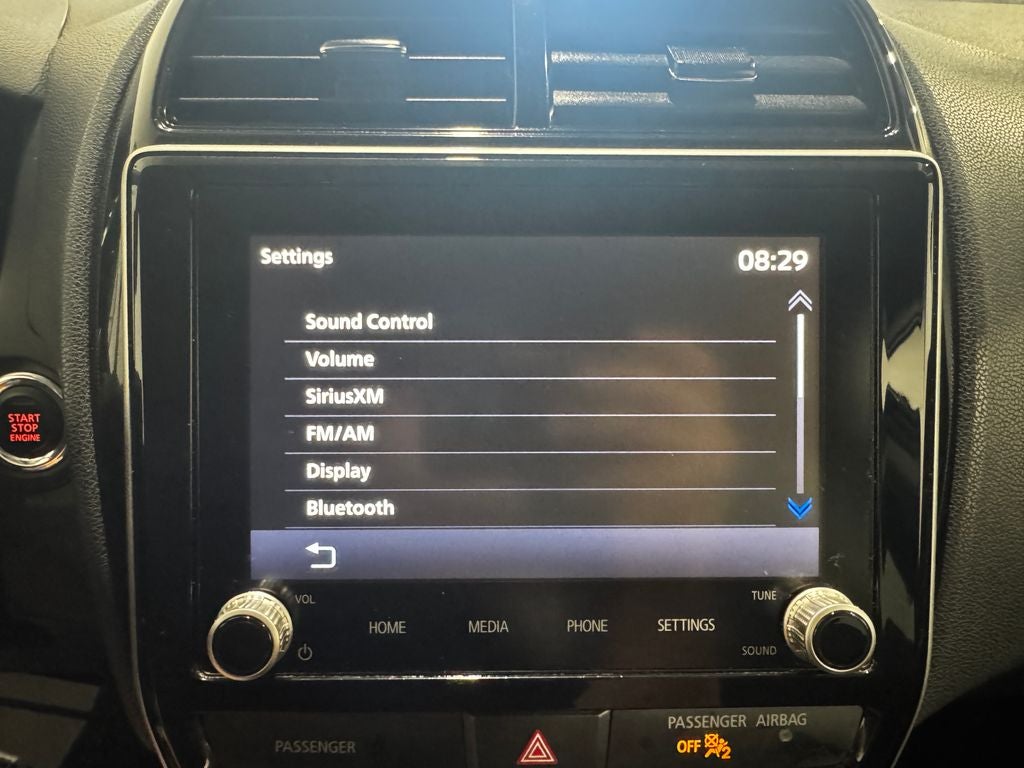 Settings
08:29
Sound Control
Volume
SiriusXM
FM/AM
Display
Bluetooth
START
STOP
ENGINE
VOL
TUNE
HOME MEDIA PHONE SETTINGS
SOUND
PASSENGER
PASSENGER AIRBAG
OFF 2